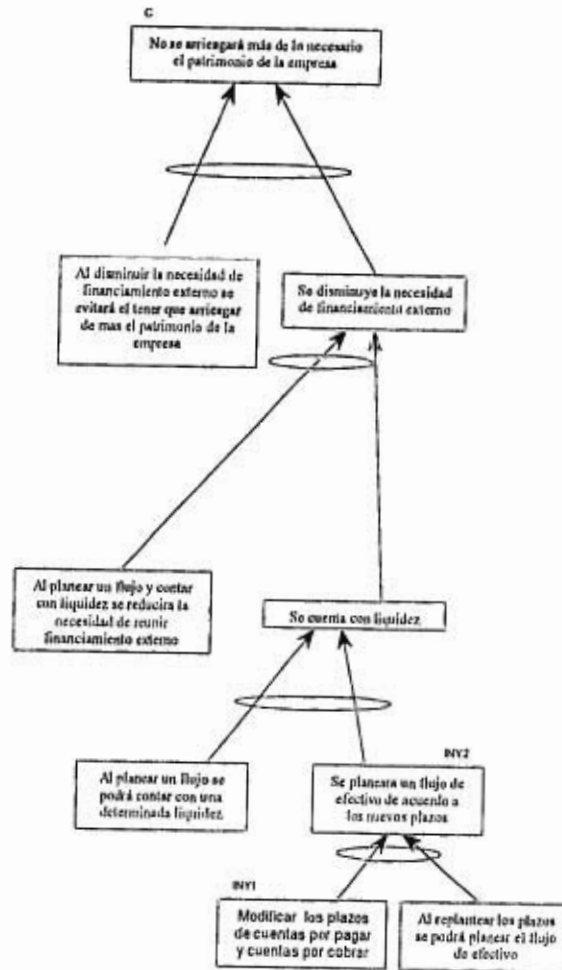 G
No se arriesgará más de lo necesario
el patrimonio de la empresa
Al disminuir la necesidad de
financiamiento externo se
evitará el tener que arriesgar
de mas el patrimonio de la
empresa
Se disminuye la necesidad
de financiamiento externo
Al planear un flujo y contar
con liquidez se reducira la
necesidad de reunir
financiamiento externo
Se cuenta con liquidez
Al planear un flujo se
podrá contar con una
determinada liquidez
INY2
Se planeara un flujo de
efectivo de acuerdo a
los nuevos plazos
INY1
Modificar los plazos
de cuentas por pagar
y cuentas por cobrar
Al replantear los plazos
se podrá planear el flujo
de efectivo